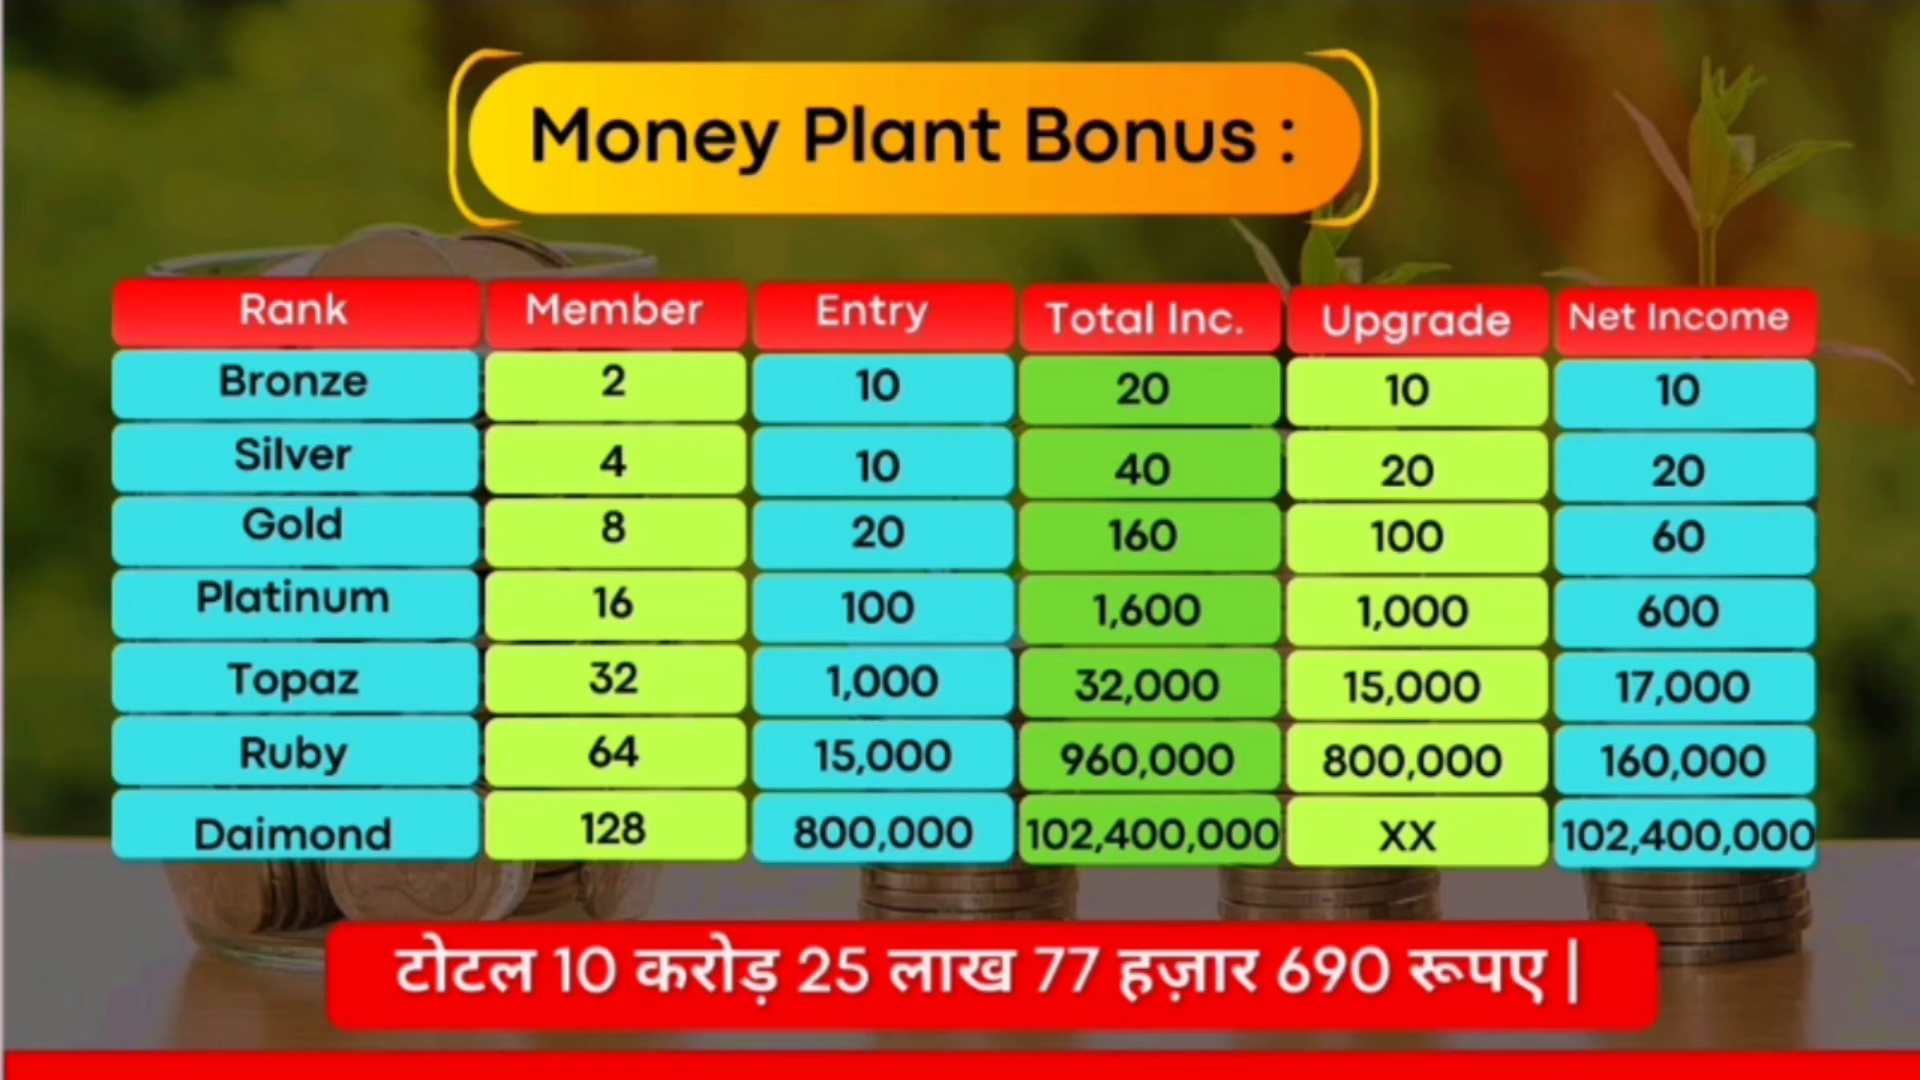 Money Plant Bonus :
Rank Member Entry Total Inc. Upgrade Net Income
Bronze 2 10 20 10 10
Silver 4 10 40 20 20
Gold 8 20 160 100 60
Platinum 16 100 1,600 1,000 600
Topaz 32 1,000 32,000 15,000 17,000
Ruby 64 15,000 960,000 800,000 160,000
Daimond 128 800,000 102,400,000 XX 102,400,000
टोटल 10 करोड़ 25 लाख 77 हज़ार 690 रूपए |